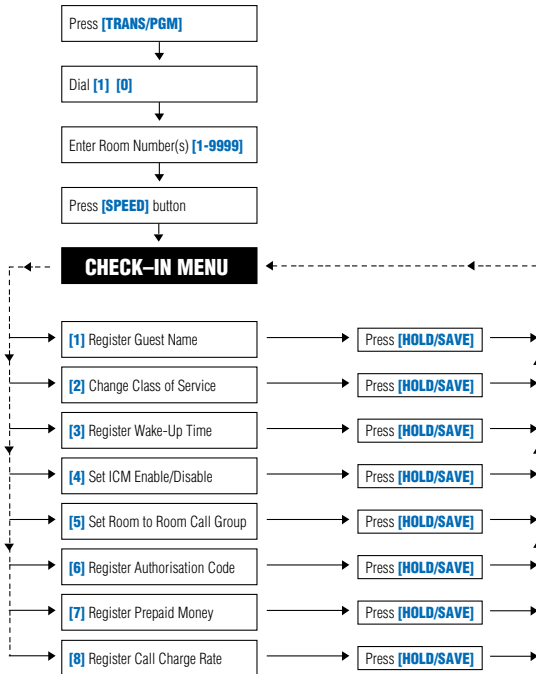 Press [TRANS/PGM]
Dial [1] [0]
Enter Room Number(s) [1-9999]
Press [SPEED] button
CHECK–IN MENU
[1] Register Guest Name
Press [HOLD/SAVE]
[2] Change Class of Service
Press [HOLD/SAVE]
[3] Register Wake-Up Time
Press [HOLD/SAVE]
[4] Set ICM Enable/Disable
Press [HOLD/SAVE]
[5] Set Room to Room Call Group
Press [HOLD/SAVE]
[6] Register Authorisation Code
Press [HOLD/SAVE]
[7] Register Prepaid Money
Press [HOLD/SAVE]
[8] Register Call Charge Rate
Press [HOLD/SAVE]